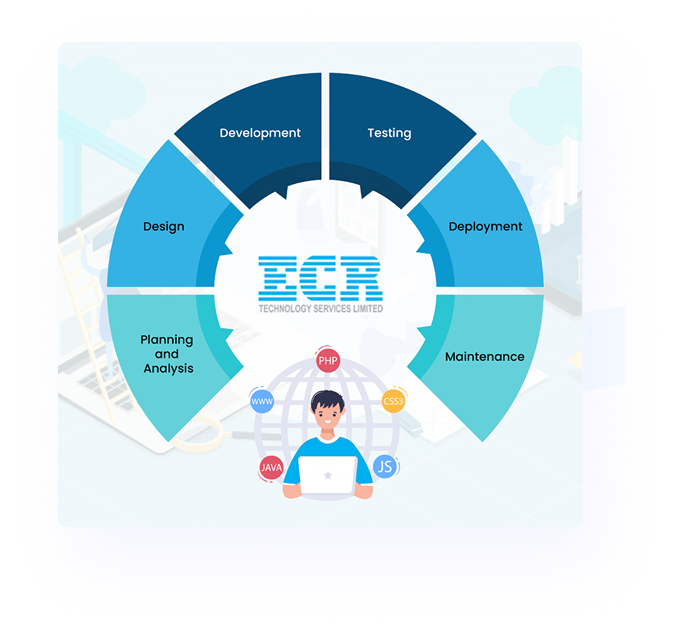 Development
Testing
Design
Deployment
ECR
TECHNOLOGY SERVICES LIMITED
Planning
and
Analysis
Maintenance
PHP
WWW
CSS3
JAVA
JS